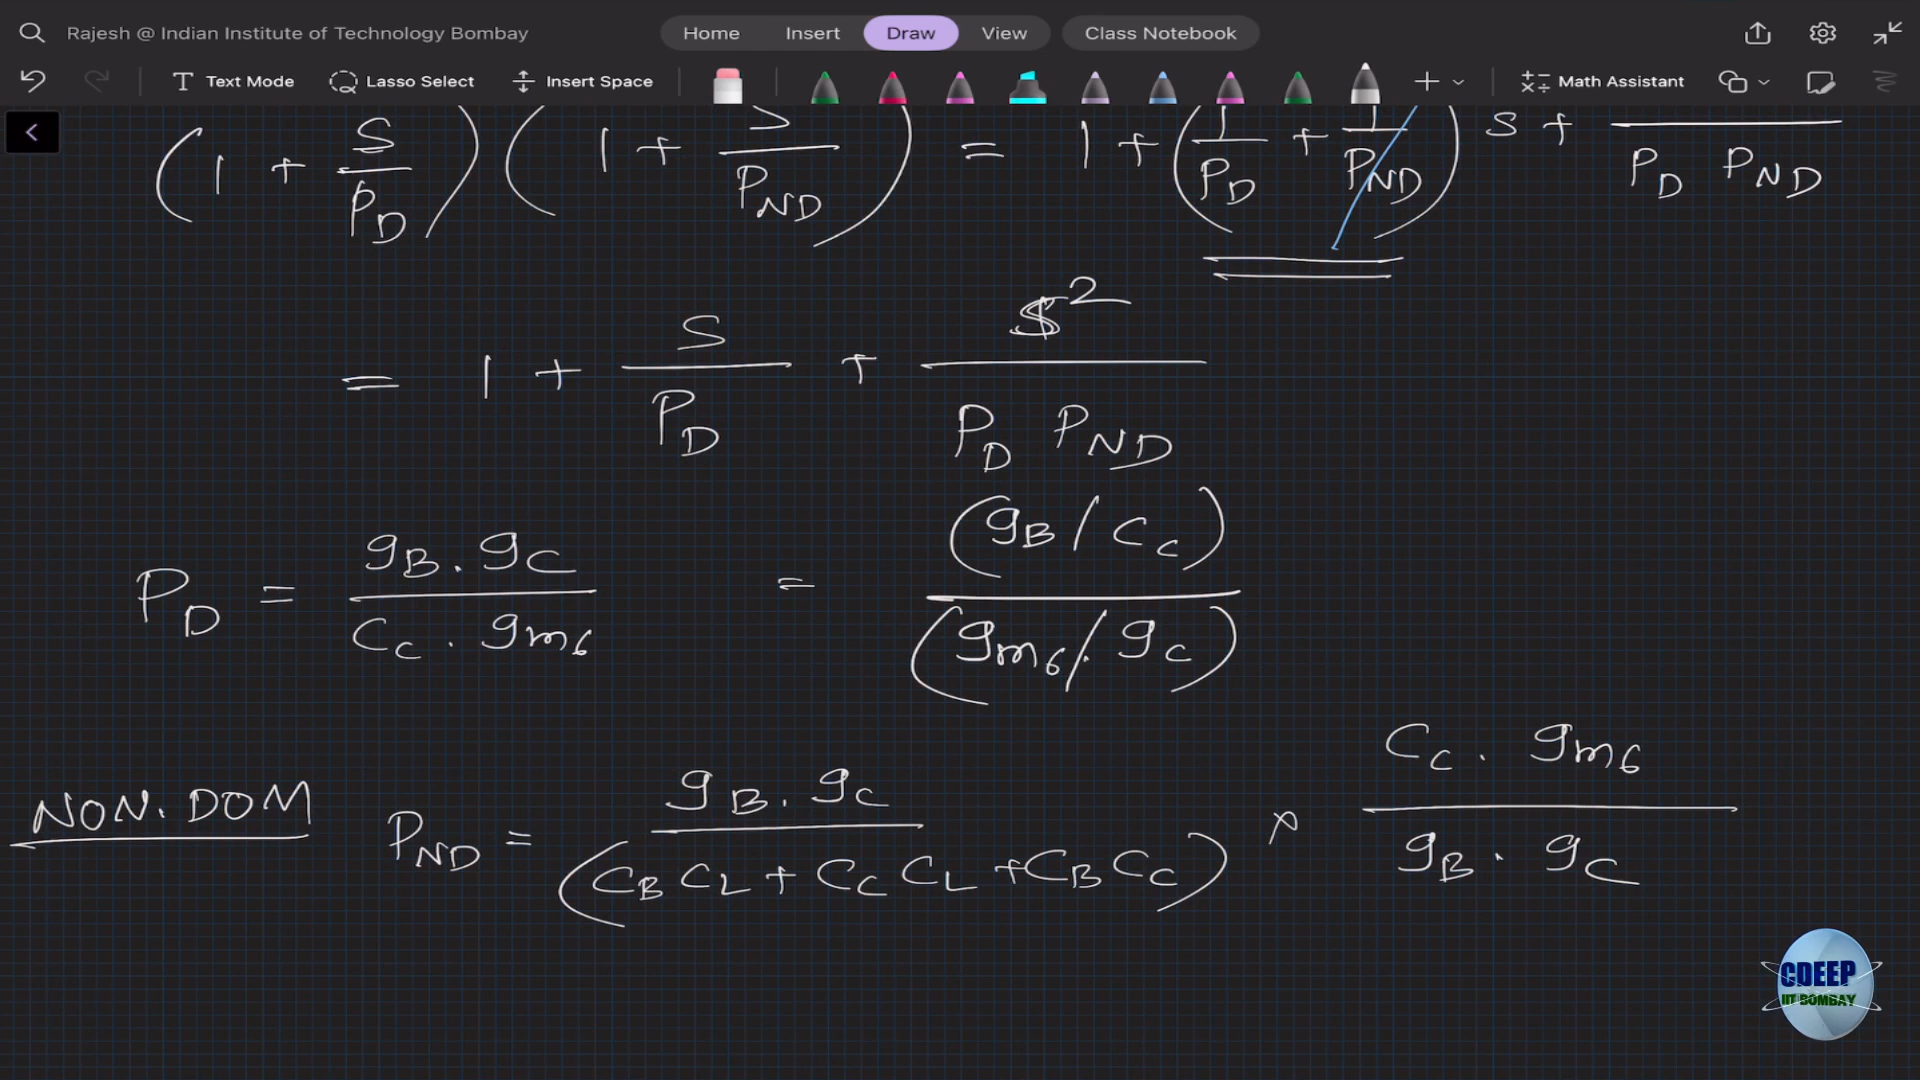 Rajesh @ Indian Institute of Technology Bombay Home Insert Draw View Class Notebook
Text Mode Lasso Select Insert Space Math Assistant
(1 + S/P_D) (1 + S/P_ND) = 1 + (1/P_D + 1/P_ND) S + /P_D P_ND
= 1 + S/P_D + S^2/P_D P_ND
P_D = g_B . g_C / C_C . g_m6 = (g_B / C_C) / (g_m6 / g_C)
NON. DOM P_ND = g_B . g_C / (C_B C_L + C_C C_L + C_B C_C) × C_C . g_m6 / g_B . g_C
CDEEP
IIT BOMBAY